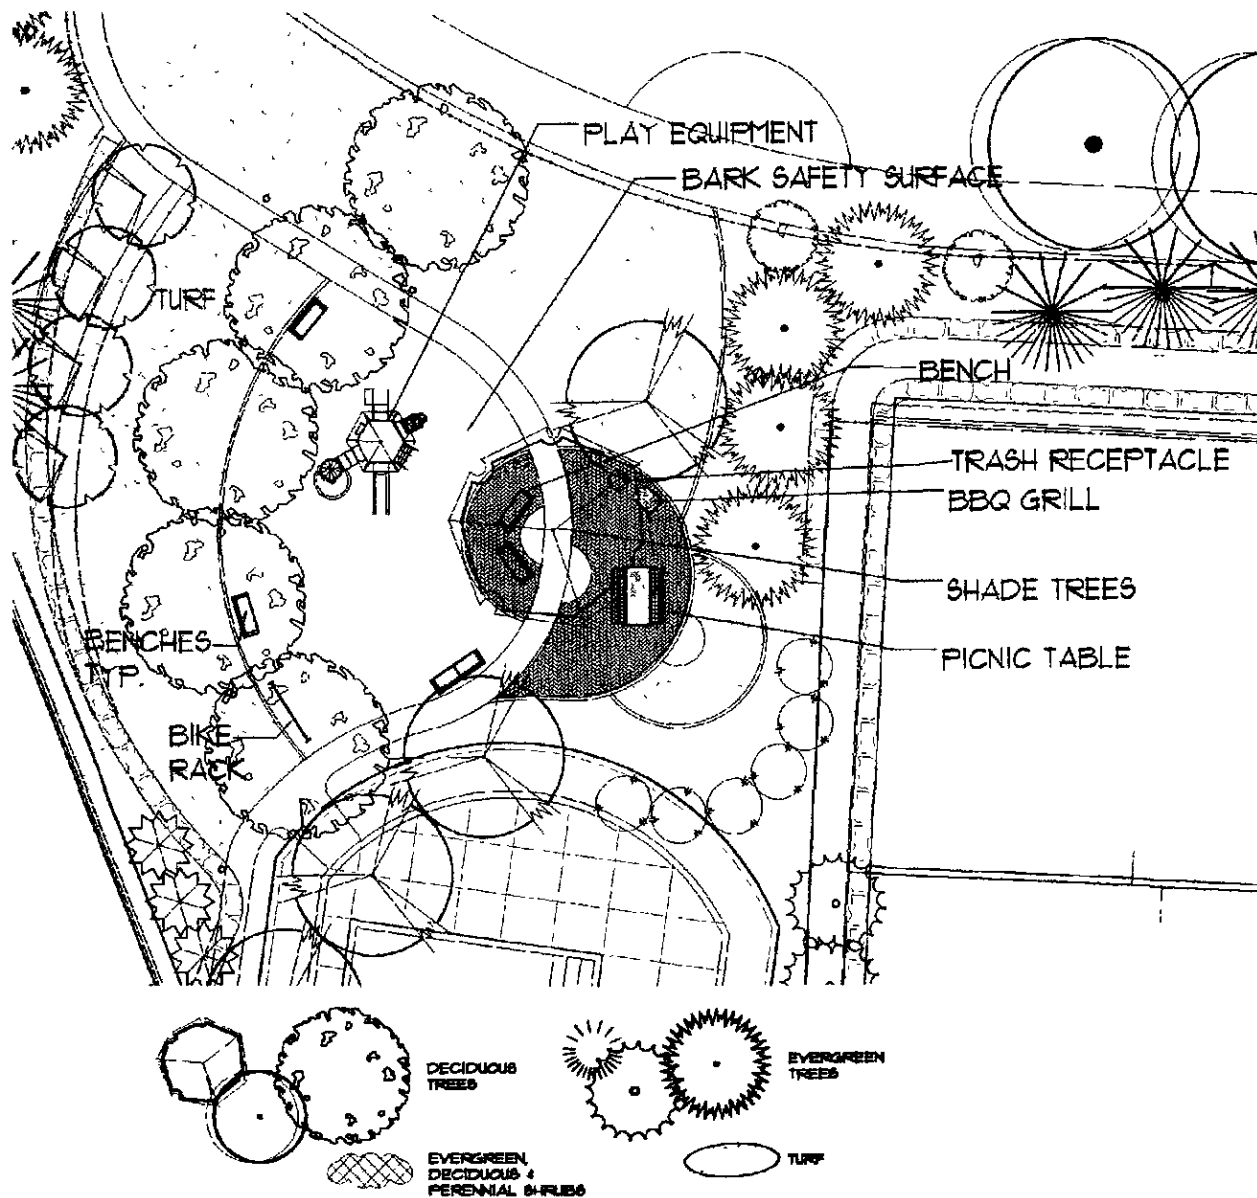 PLAY EQUIPMENT
BARK SAFETY SURFACE
TURF
BENCH
TRASH RECEPTACLE
BBQ GRILL
SHADE TREES
BENCHES
TYP.
PICNIC TABLE
BIKE
RACK
DECIDUOUS
TREES
EVERGREEN
TREES
EVERGREEN,
DECIDUOUS &
PERENNIAL SHRUBS
TURF